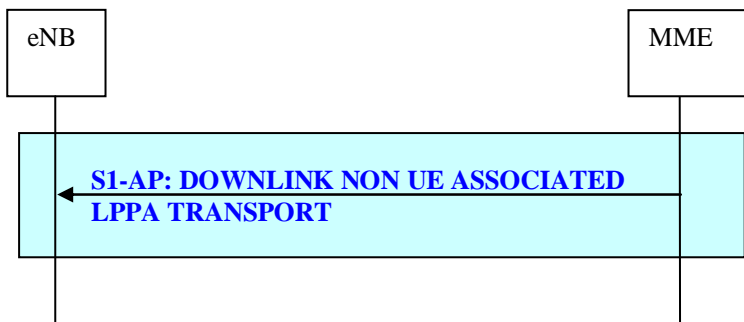 eNB
MME
S1-AP: DOWNLINK NON UE ASSOCIATED
LPPA TRANSPORT